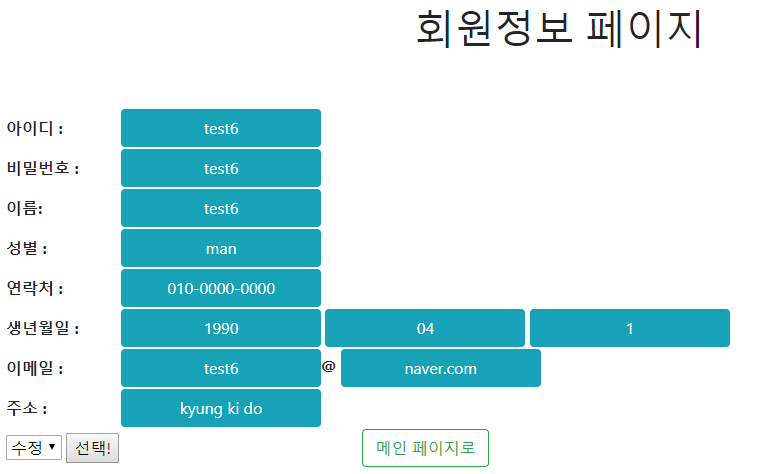 회원정보 페이지
아이디 : test6
비밀번호 : test6
이름: test6
성별 : man
연락처 : 010-0000-0000
생년월일 : 1990 04 1
이메일 : test6 @ naver.com
주소 : kyung ki do
수정 선택! 메인 페이지로